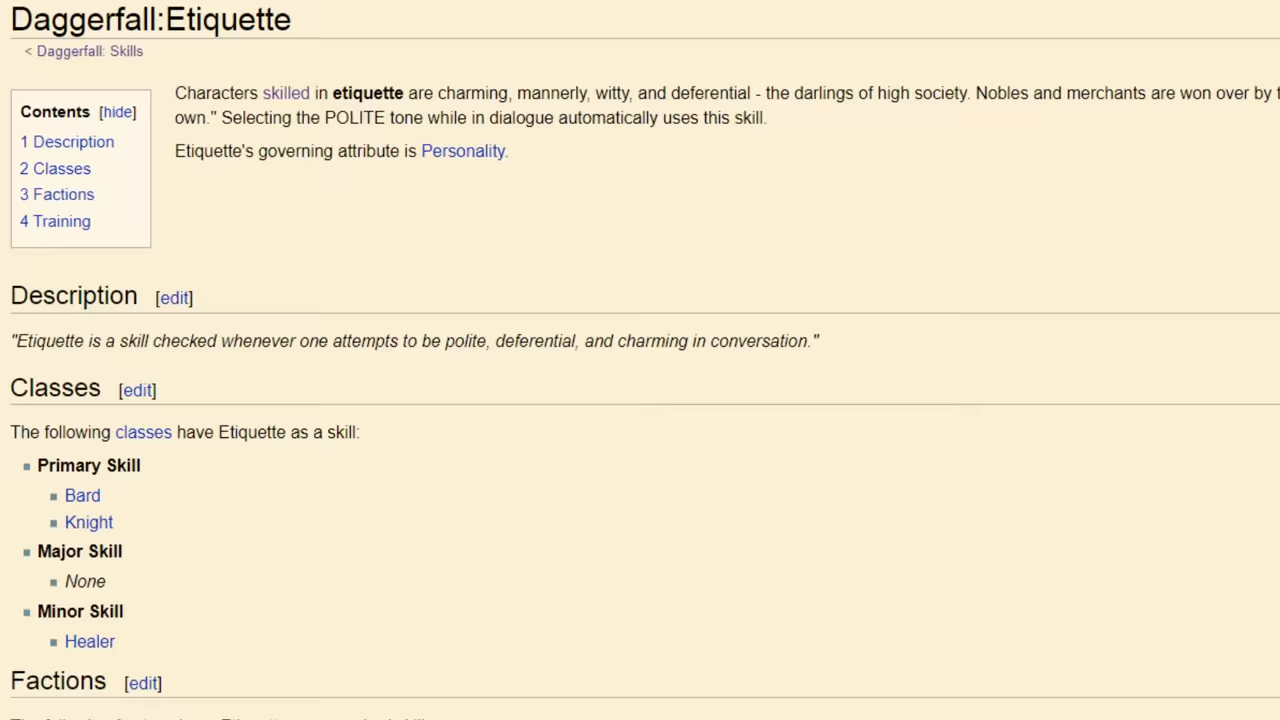 Daggerfall:Etiquette
< Daggerfall: Skills
Contents [hide]
1 Description
2 Classes
3 Factions
4 Training
Characters skilled in etiquette are charming, mannerly, witty, and deferential - the darlings of high society. Nobles and merchants are won over by
own." Selecting the POLITE tone while in dialogue automatically uses this skill.
Etiquette's governing attribute is Personality.
Description [edit]
"Etiquette is a skill checked whenever one attempts to be polite, deferential, and charming in conversation."
Classes [edit]
The following classes have Etiquette as a skill:
Primary Skill
Bard
Knight
Major Skill
None
Minor Skill
Healer
Factions [edit]